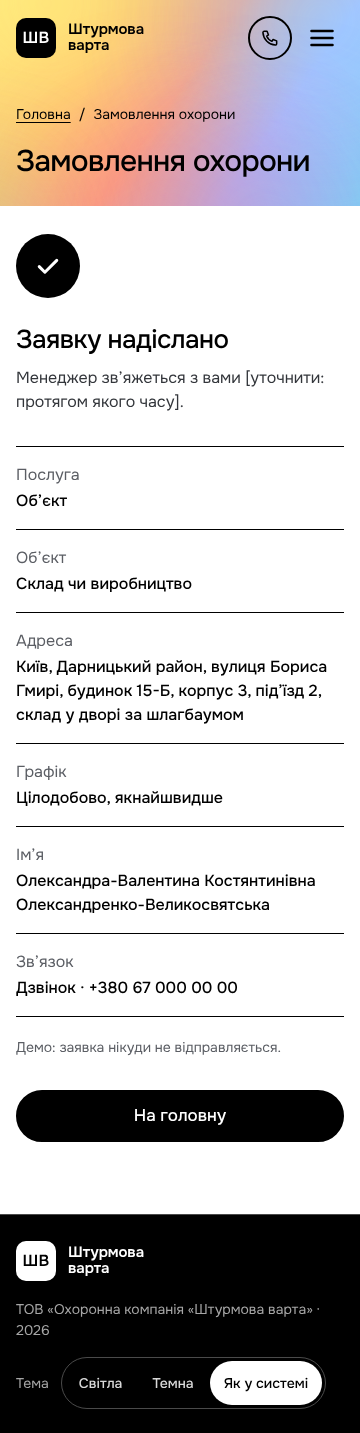 ШВ
Штурмова
варта
Головна / Замовлення охорони
Замовлення охорони
Заявку надіслано
Менеджер зв’яжеться з вами [уточнити:
протягом якого часу].
Послуга
Об’єкт
Об’єкт
Склад чи виробництво
Адреса
Київ, Дарницький район, вулиця Бориса
Гмирі, будинок 15-Б, корпус 3, під’їзд 2,
склад у дворі за шлагбаумом
Графік
Цілодобово, якнайшвидше
Ім’я
Олександра-Валентина Костянтинівна
Олександренко-Великосвятська
Зв’язок
Дзвінок · +380 67 000 00 00
Демо: заявка нікуди не відправляється.
На головну
ШВ
Штурмова
варта
ТОВ «Охоронна компанія «Штурмова варта» ·
2026
Тема Світла Темна Як у системі